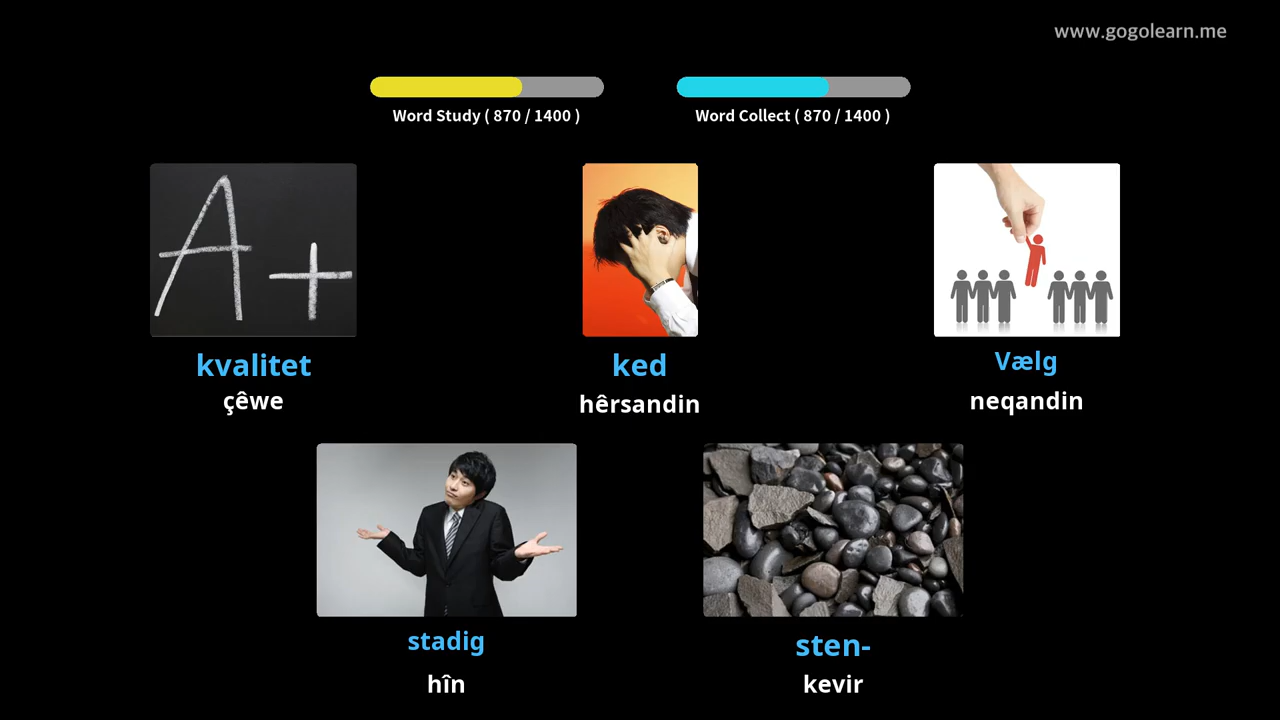 www.gogolearn.me
Word Study ( 870 / 1400 )
Word Collect ( 870 / 1400 )
A+
kvalitet
çêwe
ked
hêrsandin
Vælg
neqandin
stadig
hîn
sten-
kevir